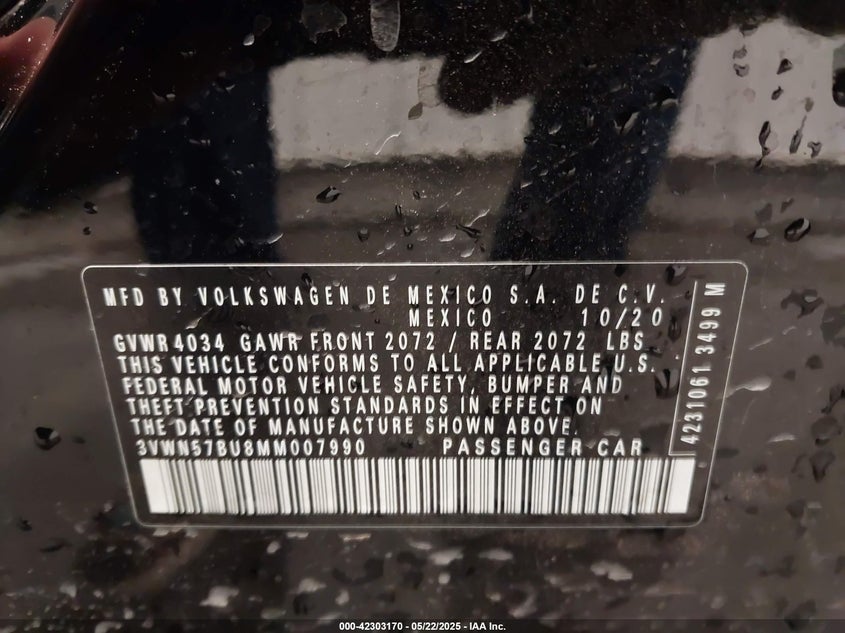 MFD BY VOLKSWAGEN DE MEXICO S.A. DE C.V.
MEXICO 10/20
GVWR 4034 GAWR FRONT 2072 / REAR 2072 LBS
THIS VEHICLE CONFORMS TO ALL APPLICABLE U.S.
FEDERAL MOTOR VEHICLE SAFETY, BUMPER AND
THEFT PREVENTION STANDARDS IN EFFECT ON
THE DATE OF MANUFACTURE SHOWN ABOVE.
3VWN57BU8MM007990 PASSENGER CAR
4231061 3499 M
000-42303170 - 05/22/2025 - IAA Inc.